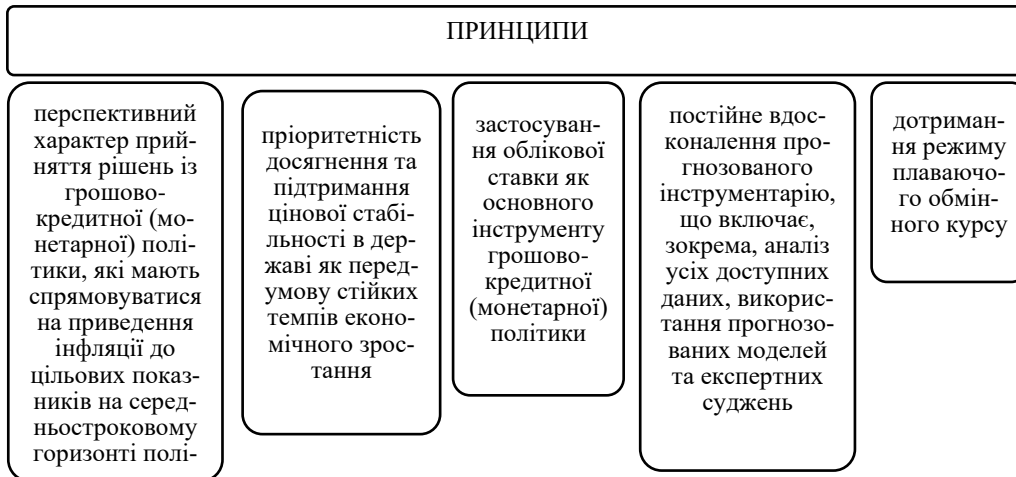 ПРИНЦИПИ
перспективний
характер прий-
няття рішень із
грошово-
кредитної (мо-
нетарної) полі-
тики, які мають
спрямовуватися
на приведення
інфляції до
цільових показ-
ників на серед-
ньостроковому
горизонті полі-
пріоритетність
досягнення та
підтримання
цінової стабі-
льності в дер-
жаві як перед-
умову стійких
темпів еконо-
мічного зрос-
тання
застосуван-
ня облікової
ставки як
основного
інструменту
грошово-
кредитної
(монетарної)
політики
постійне вдос-
коналення про-
гнозованого
інструментарію,
що включає,
зокрема, аналіз
усіх доступних
даних, викорис-
тання прогнозо-
ваних моделей
та експертних
суджень
дотриман-
ня режиму
плаваючо-
го обмін-
ного курсу